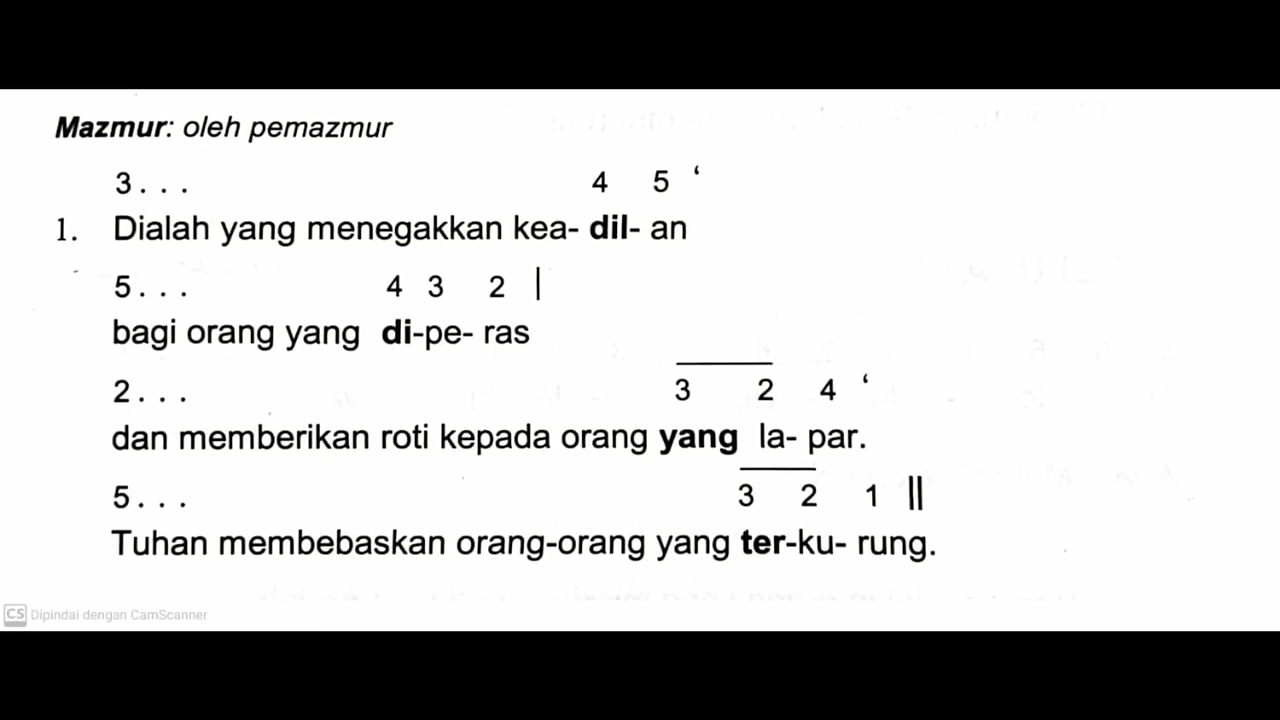 Mazmur: oleh pemazmur
3 . . . 4 5 ‘
1. Dialah yang menegakkan kea- dil- an
5 . . . 4 3 2 |
bagi orang yang di-pe- ras
2 . . . 3 2 4 ‘
dan memberikan roti kepada orang yang la- par.
5 . . . 3 2 1 ||
Tuhan membebaskan orang-orang yang ter-ku- rung.
CS Dipindai dengan CamScanner